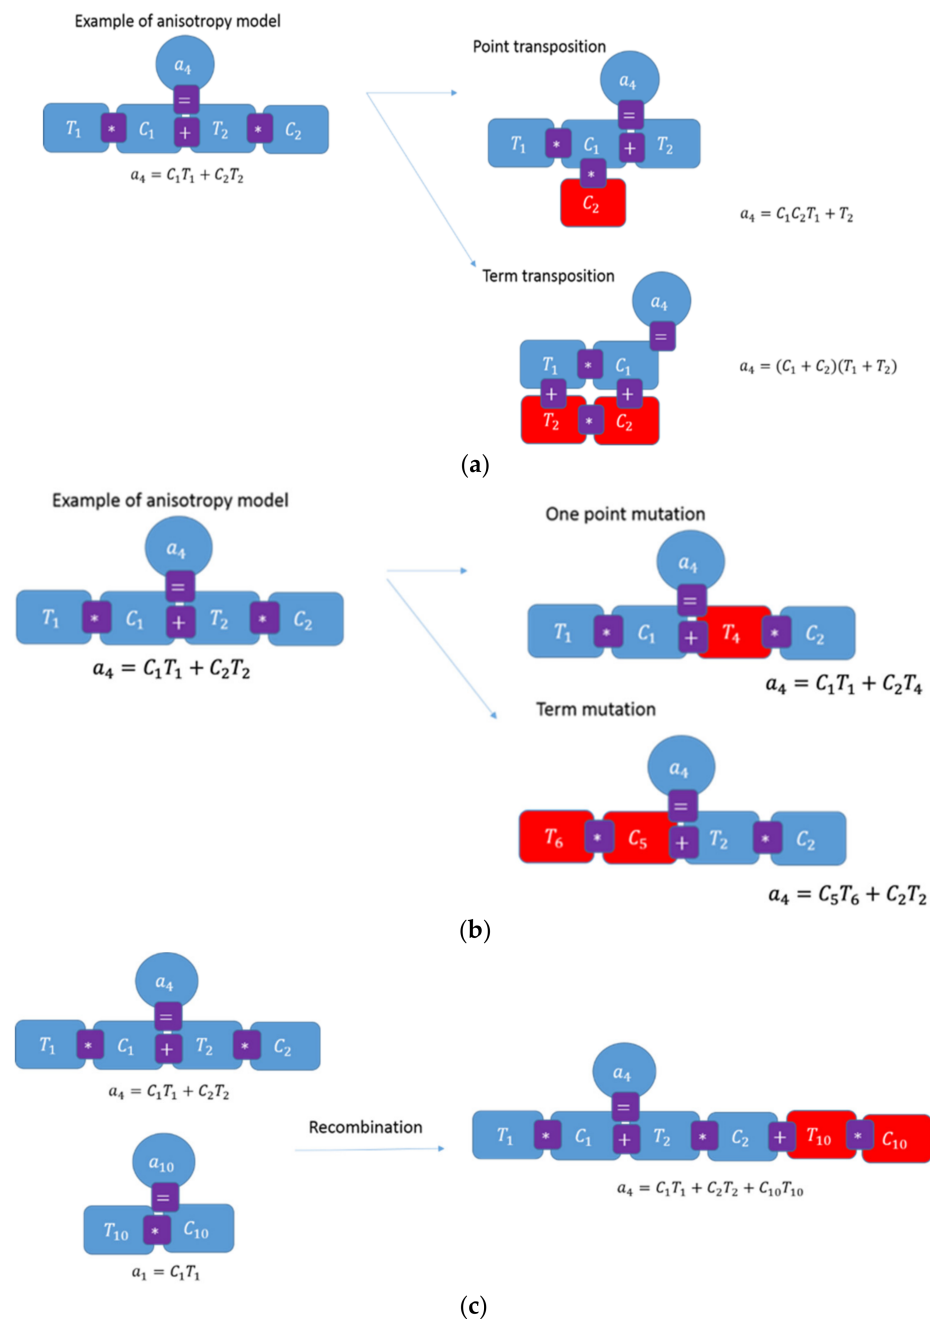 Example of anisotropy model
a₄
=
T₁ * C₁ + T₂ * C₂
a₄ = C₁T₁ + C₂T₂
Point transposition
a₄
=
T₁ * C₁ + T₂
*
C₂
a₄ = C₁C₂T₁ + T₂
Term transposition
a₄
=
T₁ * C₁
+ +
T₂ * C₂
a₄ = (C₁ + C₂)(T₁ + T₂)
(a)
Example of anisotropy model
a₄
=
T₁ * C₁ + T₂ * C₂
a₄ = C₁T₁ + C₂T₂
One point mutation
a₄
=
T₁ * C₁ + T₄ * C₂
a₄ = C₁T₁ + C₂T₄
Term mutation
a₄
=
T₆ * C₅ + T₂ * C₂
a₄ = C₅T₆ + C₂T₂
(b)
a₄
=
T₁ * C₁ + T₂ * C₂
a₄ = C₁T₁ + C₂T₂
a₁₀
=
T₁₀ * C₁₀
a₁ = C₁T₁
Recombination
a₄
=
T₁ * C₁ + T₂ * C₂ + T₁₀ * C₁₀
a₄ = C₁T₁ + C₂T₂ + C₁₀T₁₀
(c)